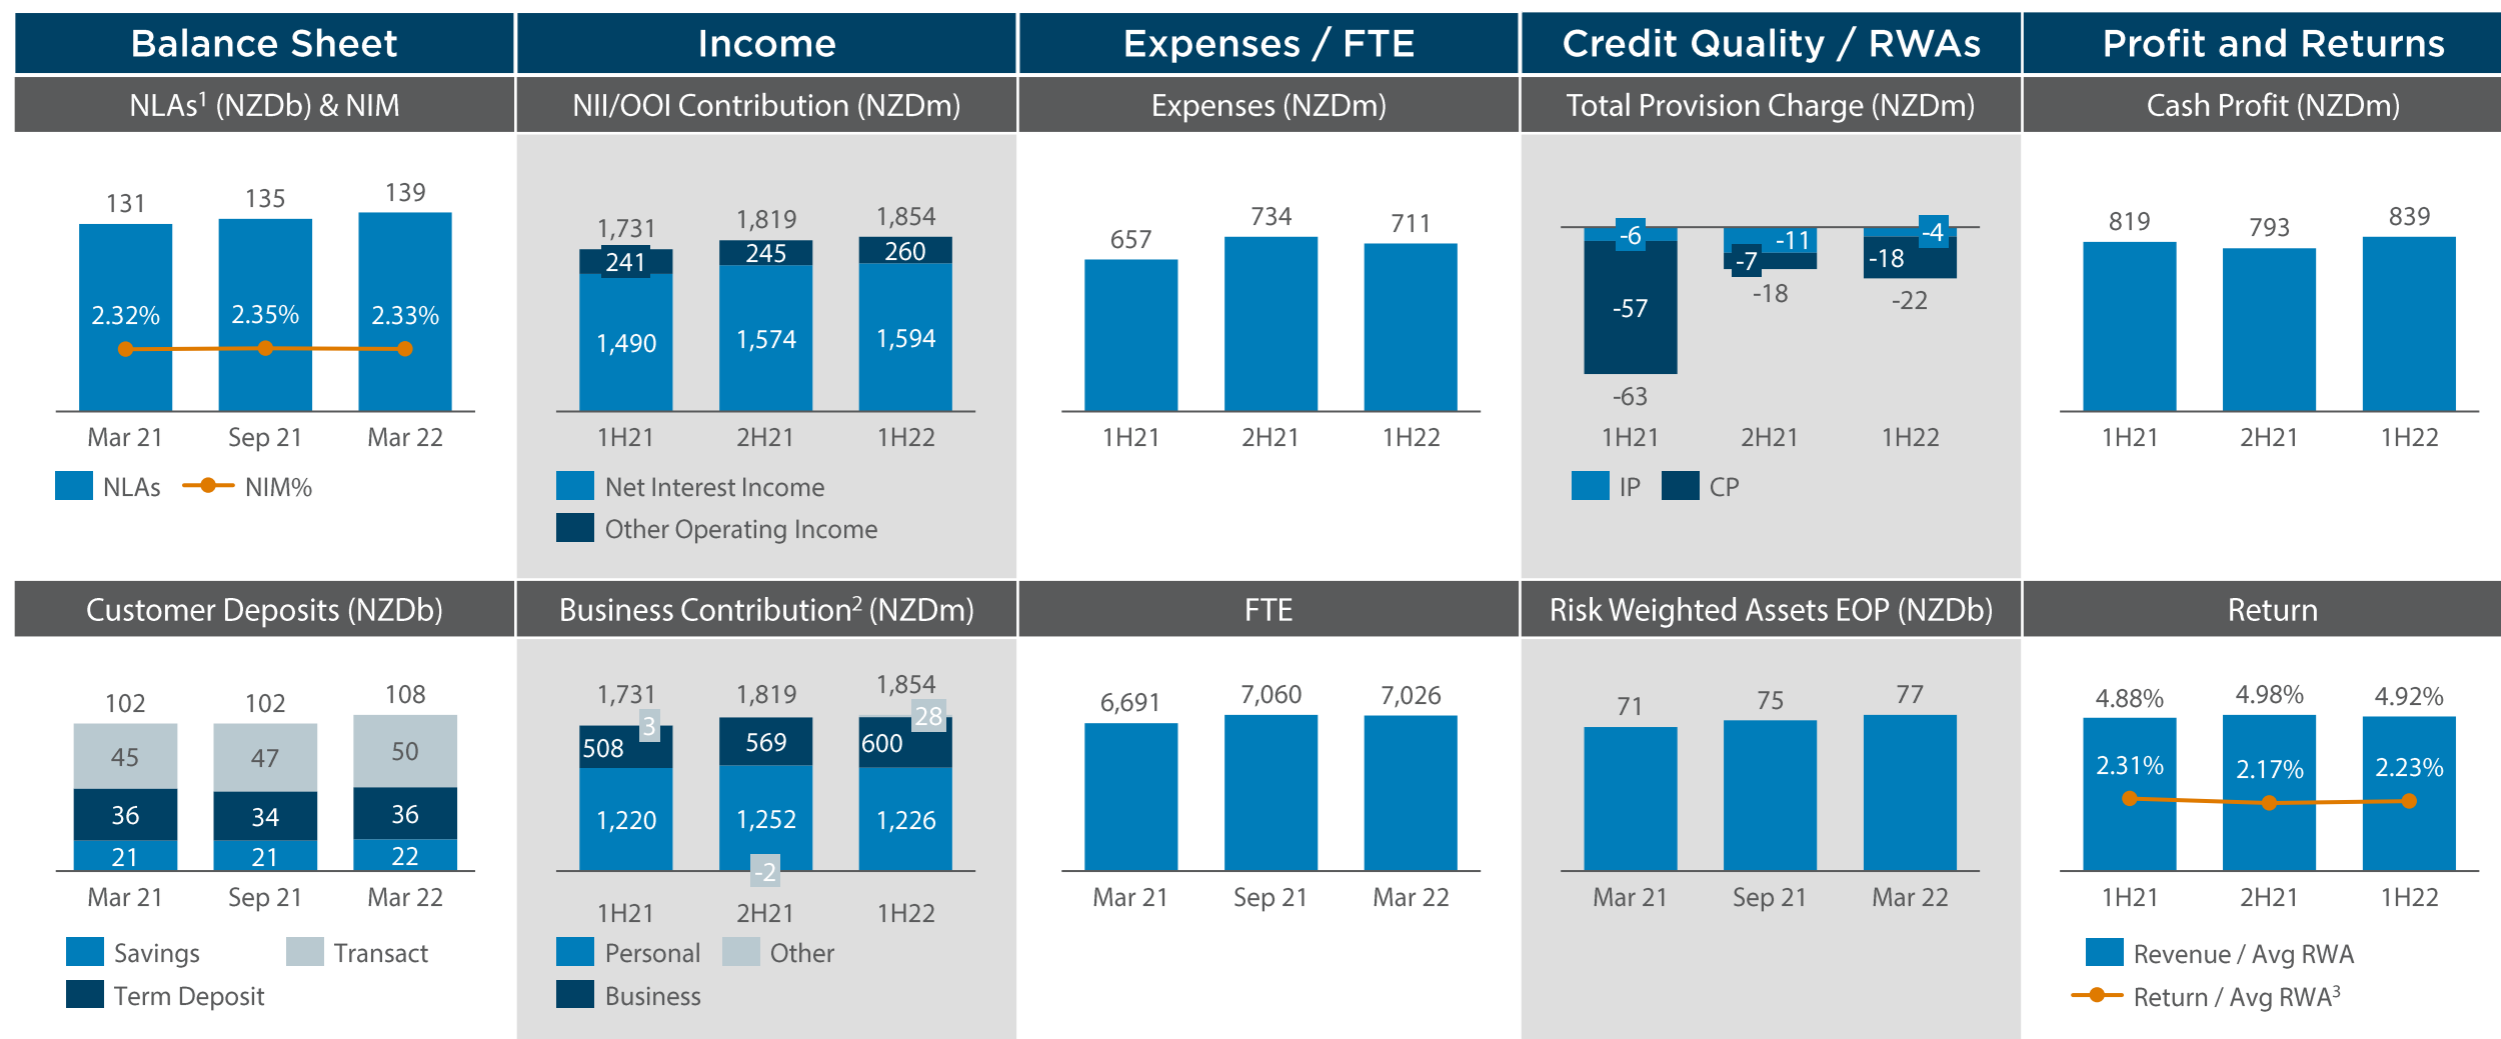 Balance Sheet
Income
Expenses / FTE
Credit Quality / RWAs
Profit and Returns
NLAs1 (NZDb) & NIM
NII/OOI Contribution (NZDm)
Expenses (NZDm)
Total Provision Charge (NZDm)
Cash Profit (NZDm)
131
135
139
2.32%
2.35%
2.33%
Mar 21
Sep 21
Mar 22
NLAs
NIM%
1,731
1,819
1,854
241
245
260
1,490
1,574
1,594
1H21
2H21
1H22
Net Interest Income
Other Operating Income
657
734
711
1H21
2H21
1H22
-6
-11
-4
-57
-7
-18
-63
-18
-22
1H21
2H21
1H22
IP
CP
819
793
839
1H21
2H21
1H22
Customer Deposits (NZDb)
Business Contribution2 (NZDm)
FTE
Risk Weighted Assets EOP (NZDb)
Return
102
102
108
45
47
50
36
34
36
21
21
22
Mar 21
Sep 21
Mar 22
Savings
Transact
Term Deposit
1,731
1,819
1,854
3
28
508
569
600
1,220
1,252
1,226
-2
1H21
2H21
1H22
Personal
Other
Business
6,691
7,060
7,026
Mar 21
Sep 21
Mar 22
71
75
77
Mar 21
Sep 21
Mar 22
4.88%
4.98%
4.92%
2.31%
2.17%
2.23%
1H21
2H21
1H22
Revenue / Avg RWA
Return / Avg RWA3